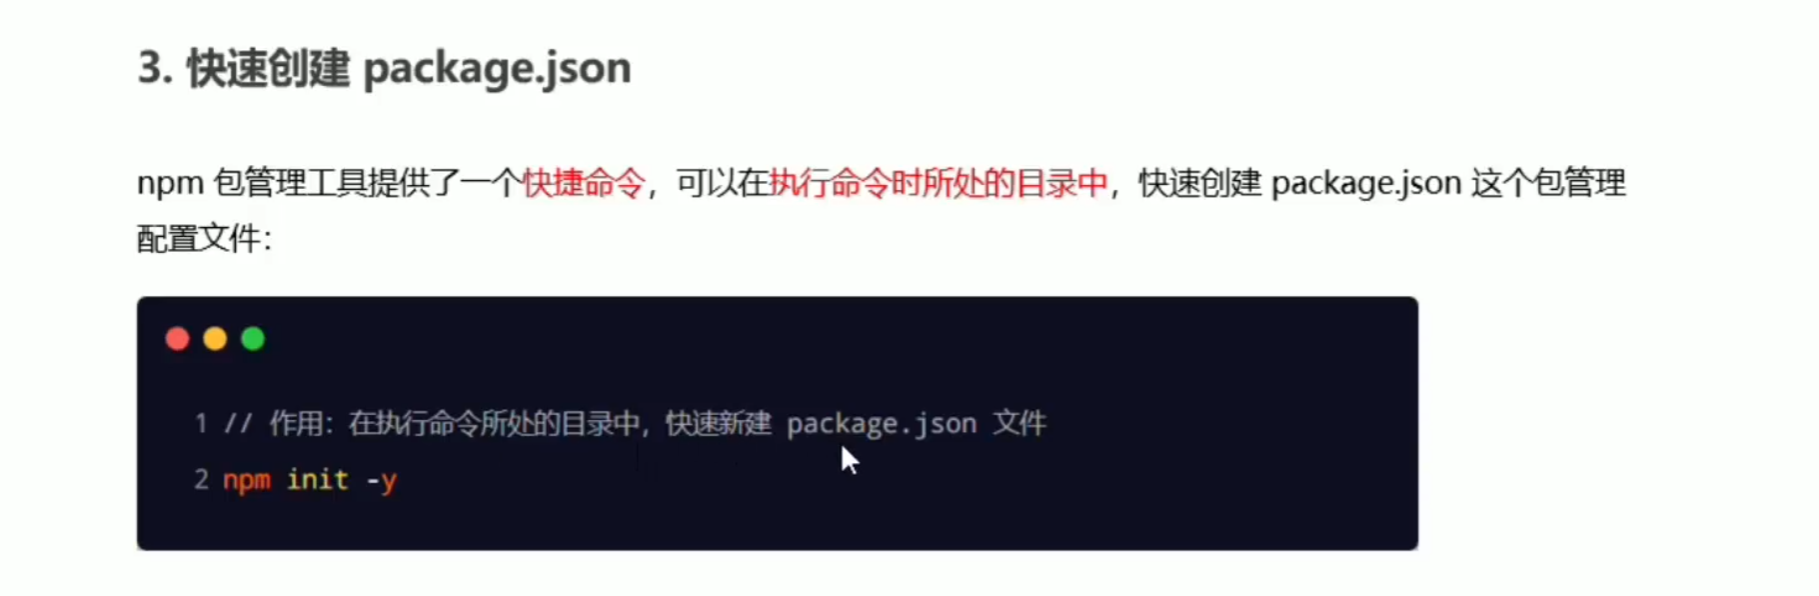 3. 快速创建 package.json
npm 包管理工具提供了一个快捷命令，可以在执行命令时所处的目录中，快速创建 package.json 这个包管理
配置文件：
1 // 作用：在执行命令所处的目录中，快速新建 package.json 文件
2 npm init -y